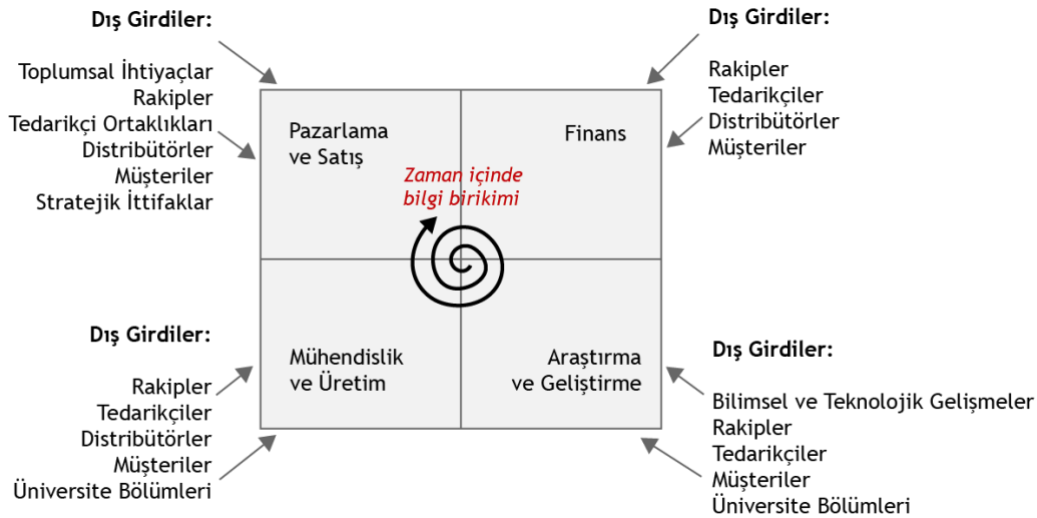 Dış Girdiler:
Toplumsal İhtiyaçlar
Rakipler
Tedarikçi Ortaklıkları
Distribütörler
Müşteriler
Stratejik İttifaklar
Dış Girdiler:
Rakipler
Tedarikçiler
Distribütörler
Müşteriler
Pazarlama
ve Satış
Finans
Zaman içinde
bilgi birikimi
Mühendislik
ve Üretim
Araştırma
ve Geliştirme
Dış Girdiler:
Rakipler
Tedarikçiler
Distribütörler
Müşteriler
Üniversite Bölümleri
Dış Girdiler:
Bilimsel ve Teknolojik Gelişmeler
Rakipler
Tedarikçiler
Müşteriler
Üniversite Bölümleri